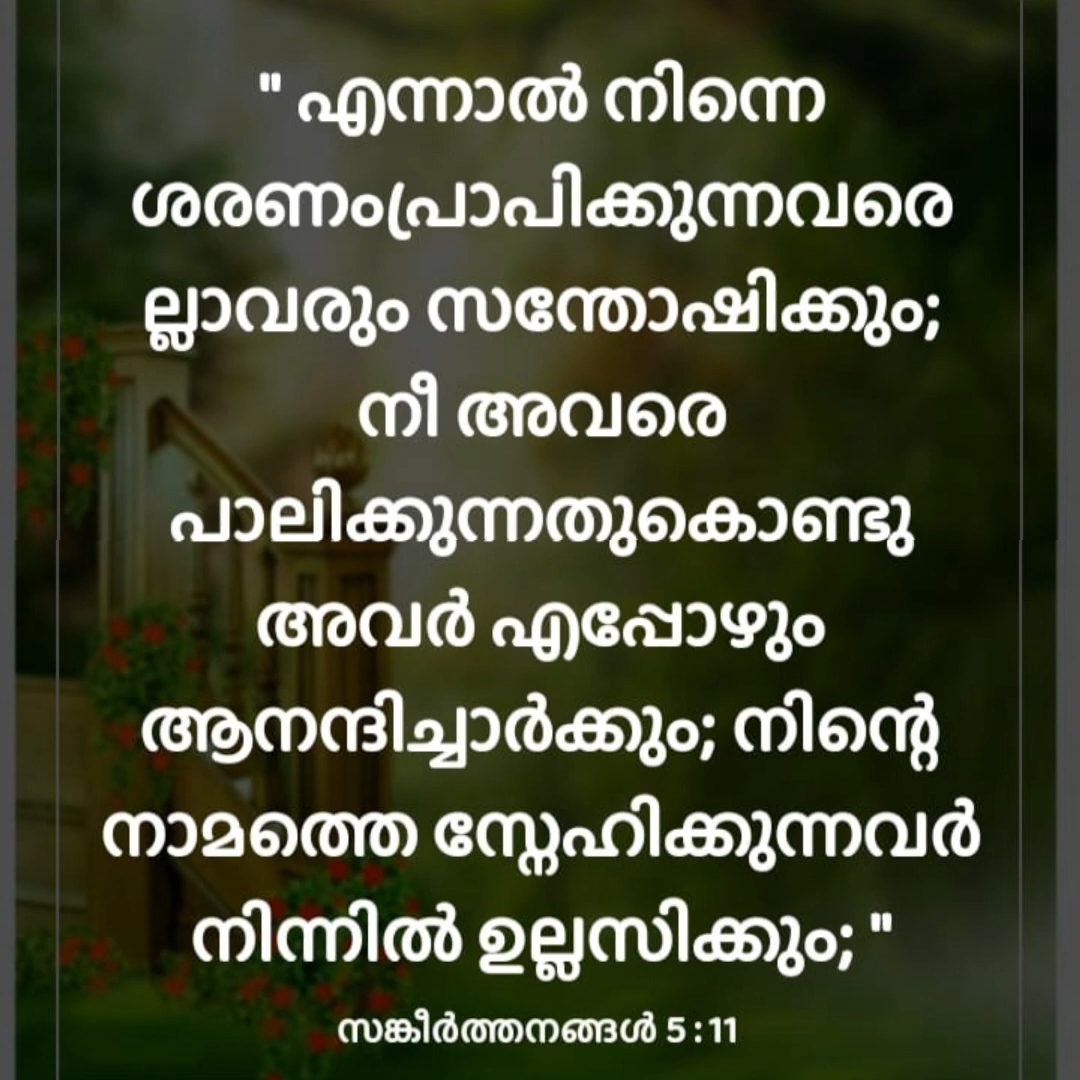 " എന്നാൽ നിന്നെ
ശരണംപ്രാപിക്കുന്നവരെ
ല്ലാവരും സന്തോഷിക്കും;
നീ അവരെ
പാലിക്കുന്നതുകൊണ്ടു
അവർ എപ്പോഴും
ആനന്ദിച്ചാർക്കും; നിന്റെ
നാമത്തെ സ്നേഹിക്കുന്നവർ
നിന്നിൽ ഉല്ലസിക്കും; "
സങ്കീർത്തനങ്ങൾ 5 : 11